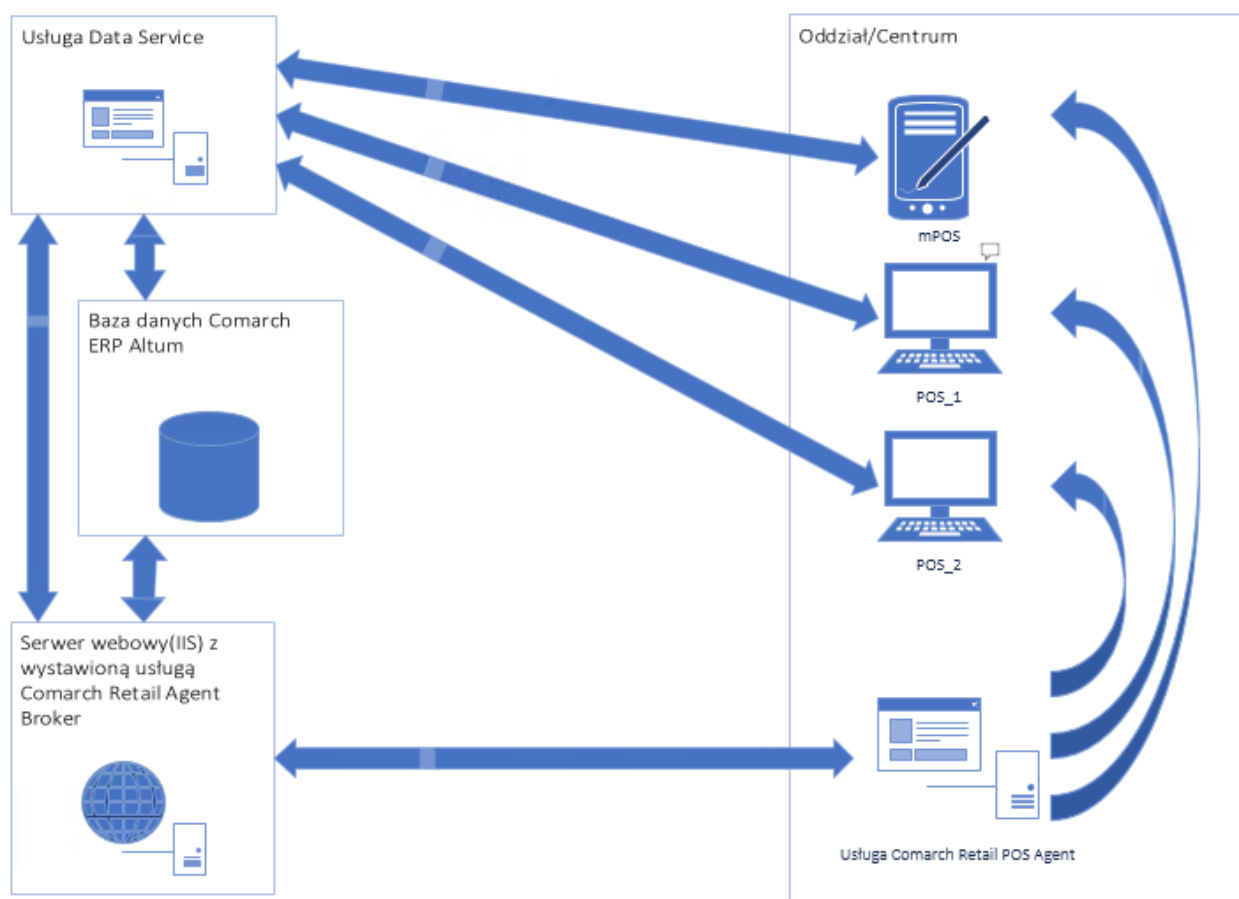 Usługa Data Service
Oddział/Centrum
mPOS
Baza danych Comarch
ERP Altum
POS_1
POS_2
Serwer webowy(IIS) z
wystawioną usługą
Comarch Retail Agent
Broker
Usługa Comarch Retail POS Agent